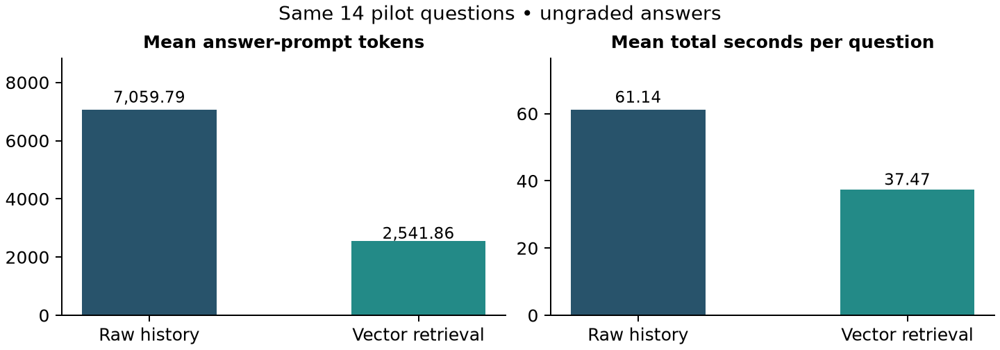 Same 14 pilot questions • ungraded answers
Mean answer-prompt tokens
8000
6000
4000
2000
0
7,059.79
2,541.86
Raw history
Vector retrieval
Mean total seconds per question
60
40
20
0
61.14
37.47
Raw history
Vector retrieval